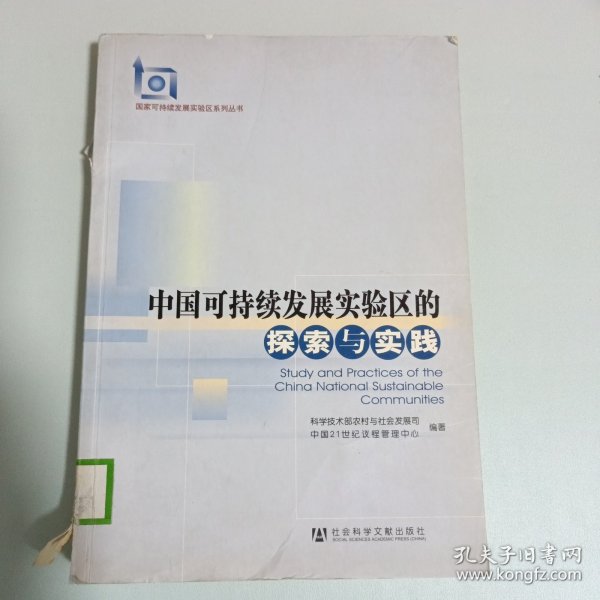 国家可持续发展实验区系列丛书
中国可持续发展实验区的
探索与实践
Study and Practices of the
China National Sustainable
Communities
科学技术部农村与社会发展司
中国21世纪议程管理中心
编著
社会科学文献出版社
SOCIAL SCIENCES ACADEMIC PRESS (CHINA)
孔夫子旧书网
www.kongfz.com